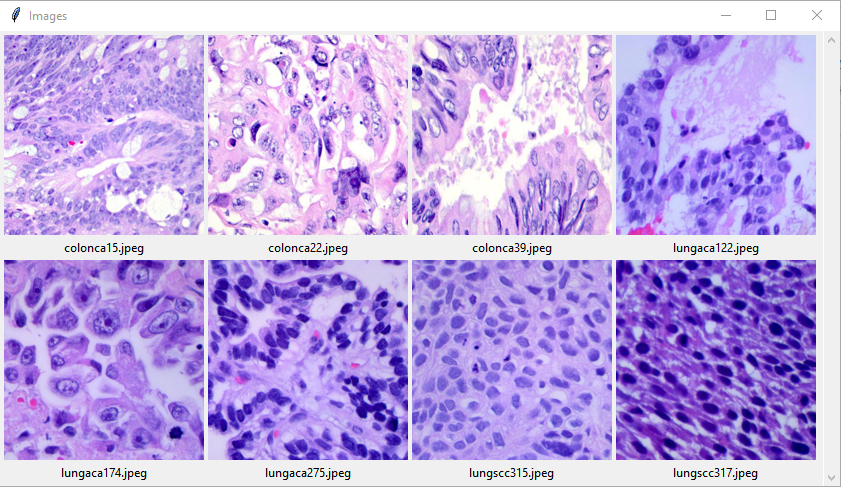 Images
colonca15.jpeg
colonca22.jpeg
colonca39.jpeg
lungaca122.jpeg
lungaca174.jpeg
lungaca275.jpeg
lungscc315.jpeg
lungscc317.jpeg